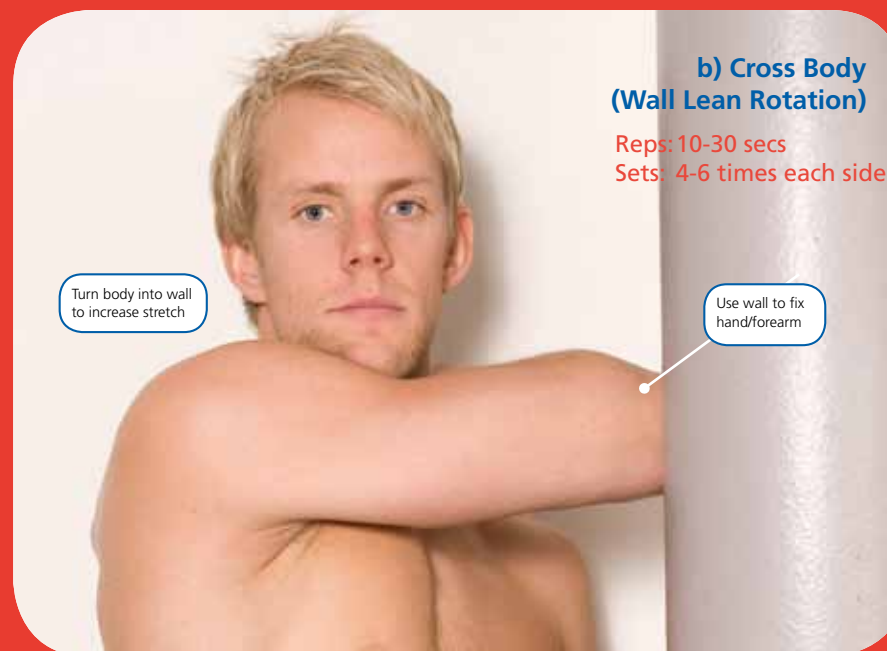 b) Cross Body
(Wall Lean Rotation)
Reps: 10-30 secs
Sets: 4-6 times each side
Turn body into wall
to increase stretch
Use wall to fix
hand/forearm